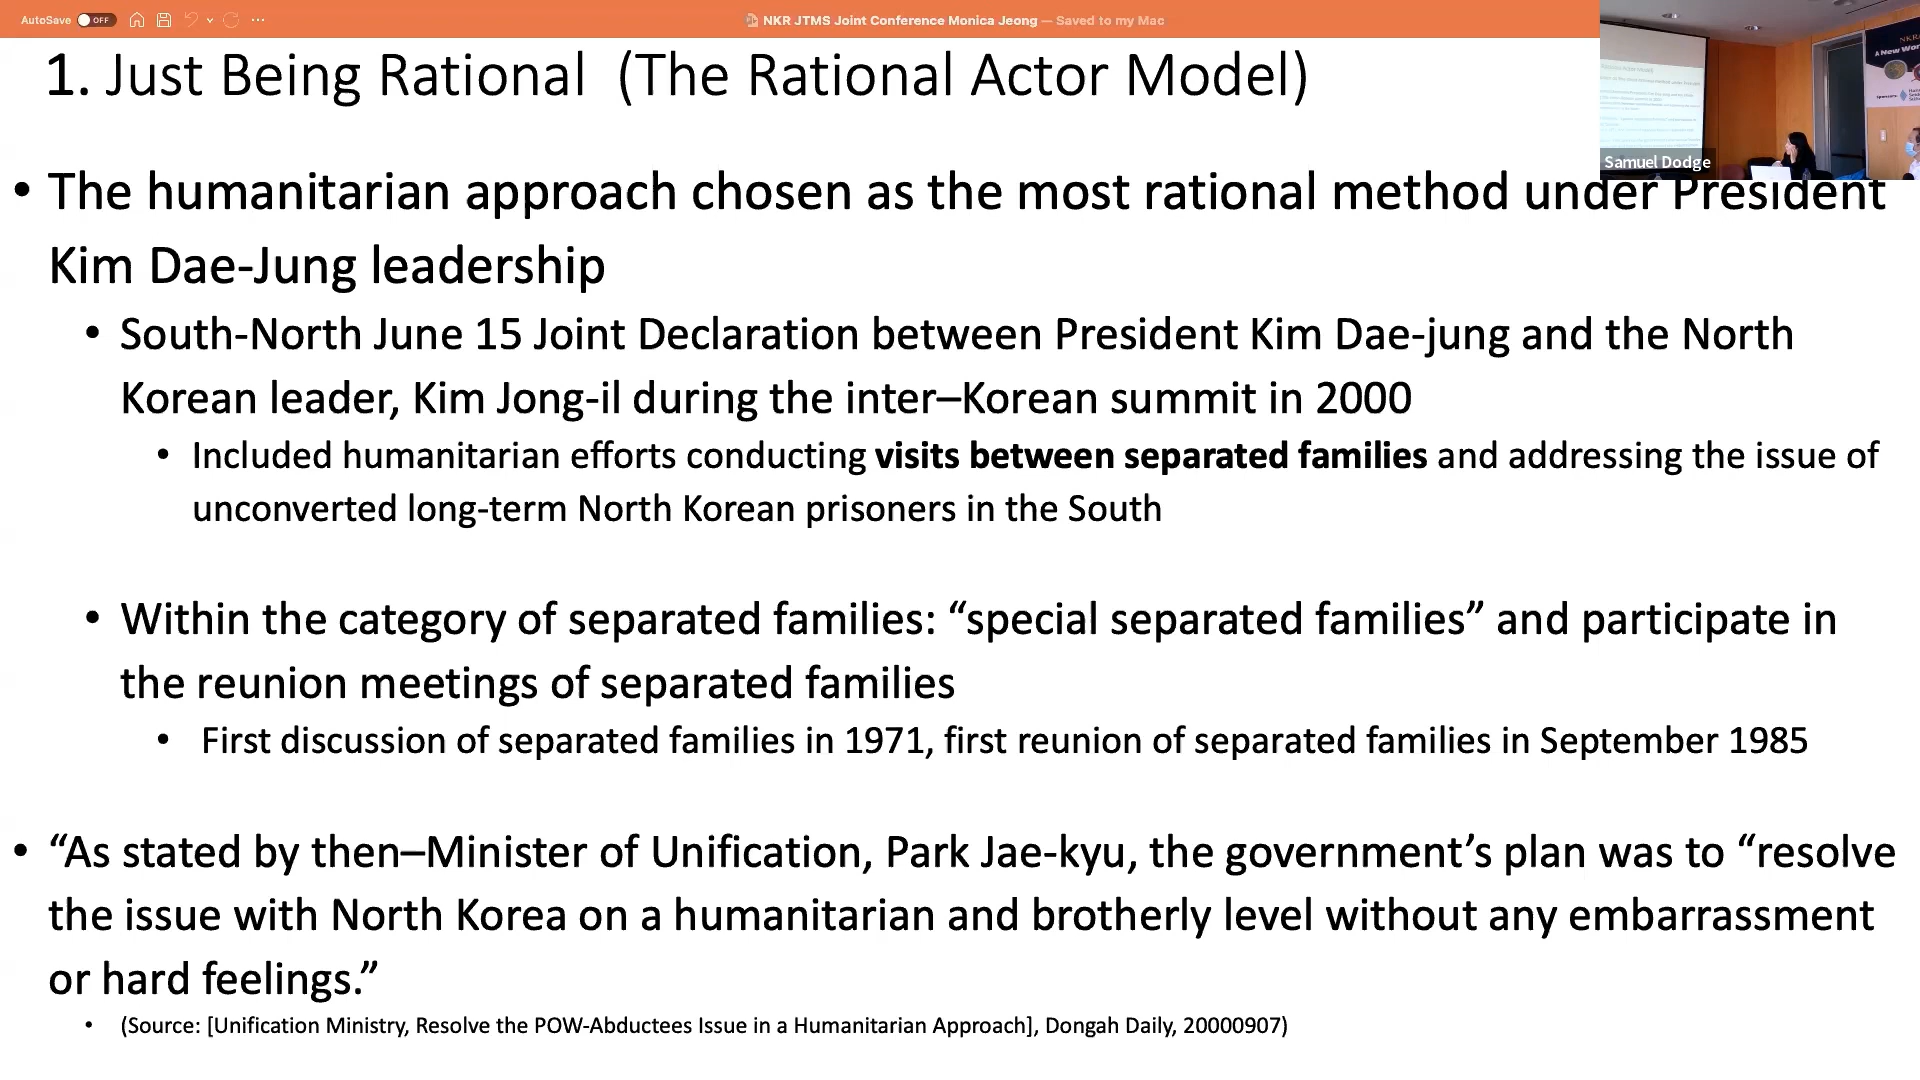 AutoSave OFF
NKR JTMS Joint Conference Monica Jeong — Saved to my Mac
1. Just Being Rational (The Rational Actor Model)
NKR
A New Wor
Samuel Dodge
• The humanitarian approach chosen as the most rational method under President
Kim Dae-Jung leadership
• South-North June 15 Joint Declaration between President Kim Dae-jung and the North
Korean leader, Kim Jong-il during the inter–Korean summit in 2000
• Included humanitarian efforts conducting visits between separated families and addressing the issue of
unconverted long-term North Korean prisoners in the South
• Within the category of separated families: “special separated families” and participate in
the reunion meetings of separated families
• First discussion of separated families in 1971, first reunion of separated families in September 1985
• “As stated by then–Minister of Unification, Park Jae-kyu, the government’s plan was to “resolve
the issue with North Korea on a humanitarian and brotherly level without any embarrassment
or hard feelings.”
• (Source: [Unification Ministry, Resolve the POW-Abductees Issue in a Humanitarian Approach], Dongah Daily, 20000907)